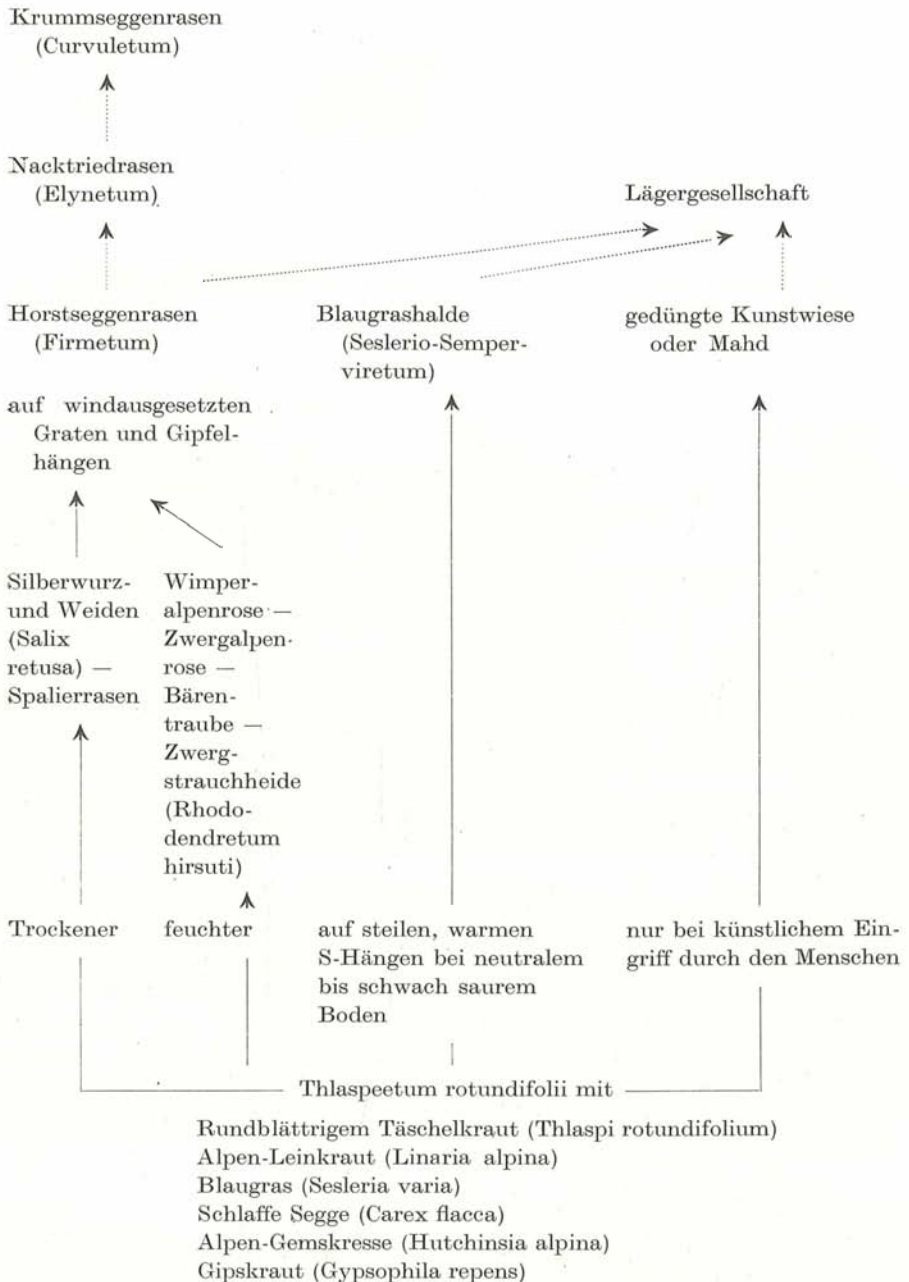 Krummseggenrasen
(Curvuletum)
Nacktriedrasen
(Elynetum)
Lägergesellschaft
Horstseggenrasen
(Firmetum)
auf windausgesetzten
Graten und Gipfel-
hängen
Blaugrashalde
(Seslerio-Semper-
viretum)
gedüngte Kunstwiese
oder Mahd
Silberwurz-
und Weiden
(Salix
retusa) —
Spalierrasen
Wimper-
alpenrose —
Zwergalpen-
rose —
Bären-
traube —
Zwerg-
strauchheide
(Rhodo-
dendretum
hirsuti)
Trockener
feuchter
auf steilen, warmen
S-Hängen bei neutralem
bis schwach saurem
Boden
nur bei künstlichem Ein-
griff durch den Menschen
Thlaspeetum rotundifolii mit
Rundblättrigem Täschelkraut (Thlaspi rotundifolium)
Alpen-Leinkraut (Linaria alpina)
Blaugras (Sesleria varia)
Schlaffe Segge (Carex flacca)
Alpen-Gemskresse (Hutchinsia alpina)
Gipskraut (Gypsophila repens)